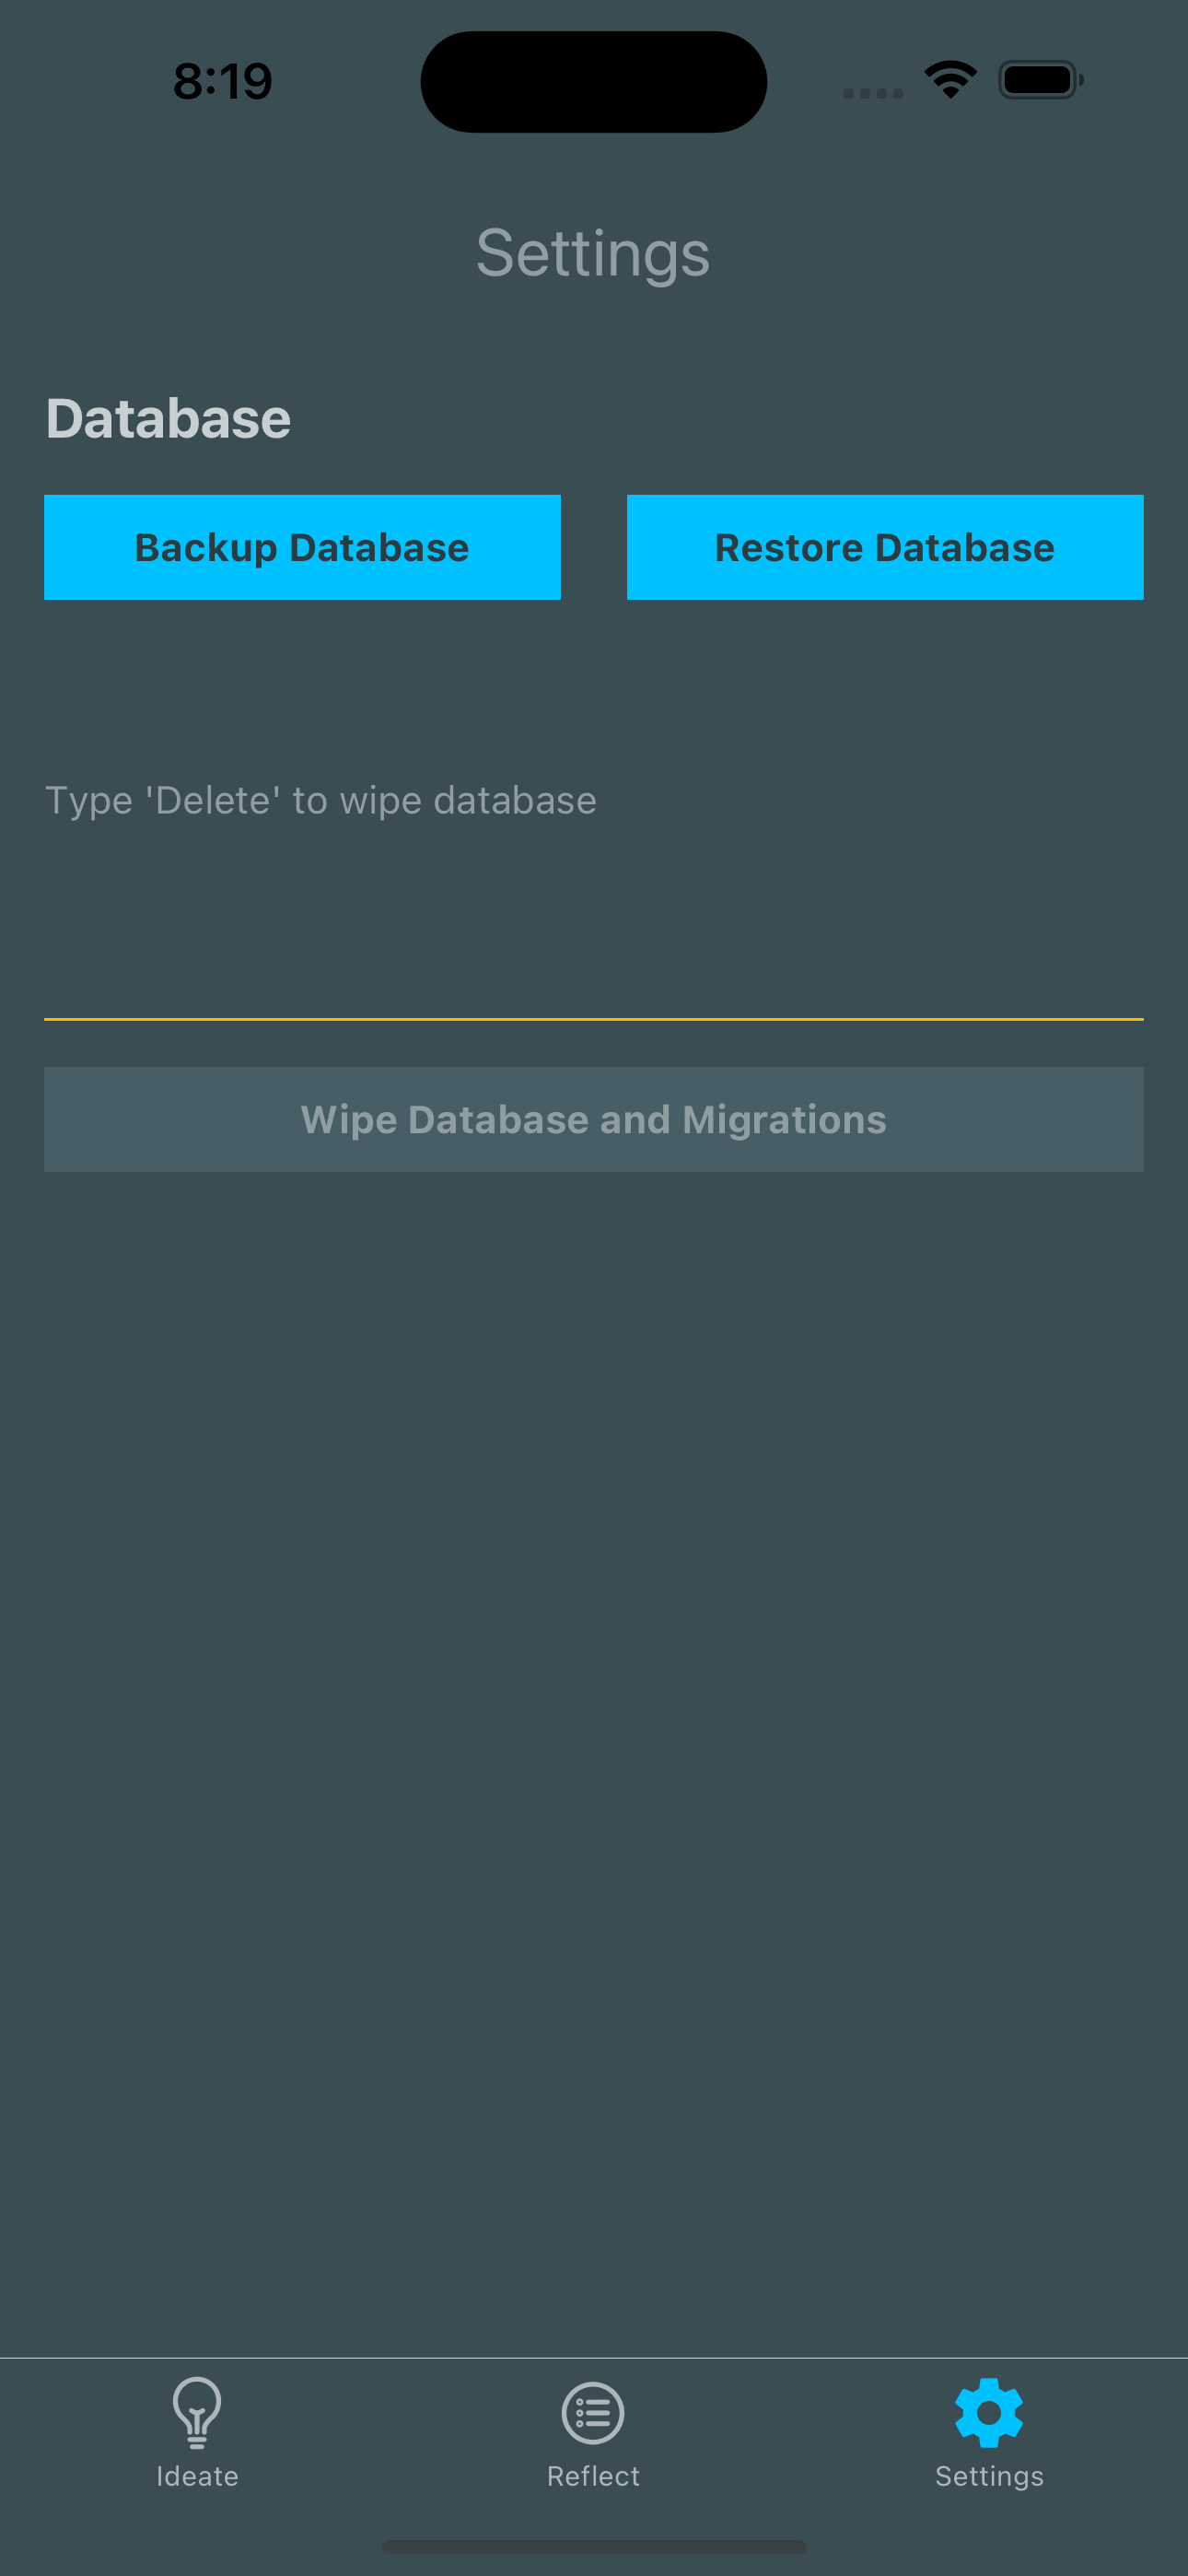 8:19
Settings
Database
Backup Database
Restore Database
Type 'Delete' to wipe database
Wipe Database and Migrations
Ideate
Reflect
Settings